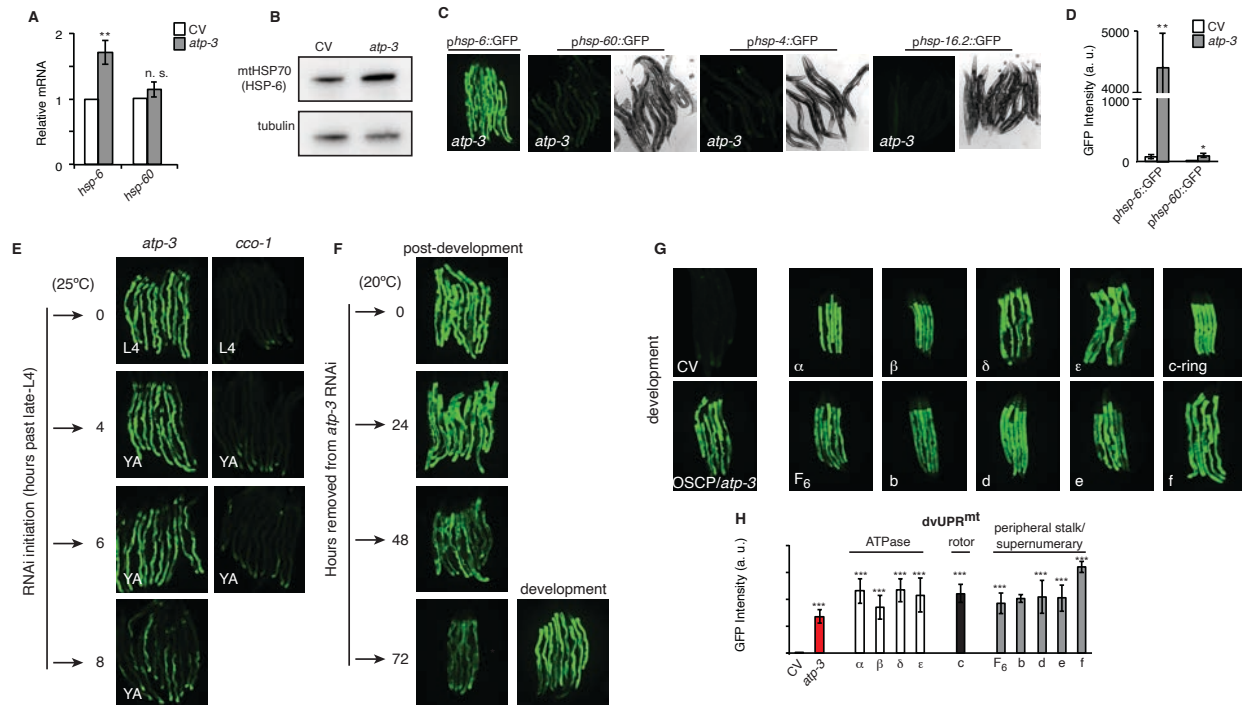 A
CV
atp-3
Relative mRNA
2
1
0
**
n. s.
hsp-6
hsp-60
B
CV atp-3
mtHSP70
(HSP-6)
tubulin
C
phsp-6::GFP phsp-60::GFP phsp-4::GFP phsp-16.2::GFP
atp-3 atp-3 atp-3 atp-3
D
CV
atp-3
GFP Intensity (a. u.)
5000
4000
1000
0
**
*
phsp-6::GFP
phsp-60::GFP
E
atp-3 cco-1
(25ºC)
RNAi initiation (hours past late-L4)
0
L4 L4
4
YA YA
6
YA YA
8
YA
F
post-development
(20ºC)
Hours removed from atp-3 RNAi
0
24
48
development
72
G
development
CV α β δ ε c-ring
OSCP/atp-3 F6 b d e f
H
dvUPRmt
ATPase
rotor
peripheral stalk/
supernumerary
GFP Intensity (a. u.)
*** *** *** *** *** *** *** *** *** ***
CV atp-3 α β δ ε c F6 b d e f